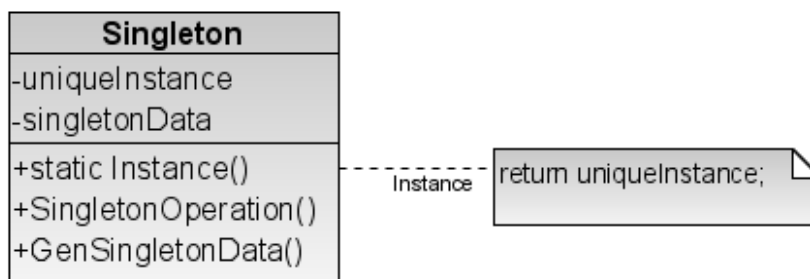 Singleton
-uniqueInstance
-singletonData
+static Instance()
+SingletonOperation()
+GenSingletonData()
Instance
return uniqueInstance;